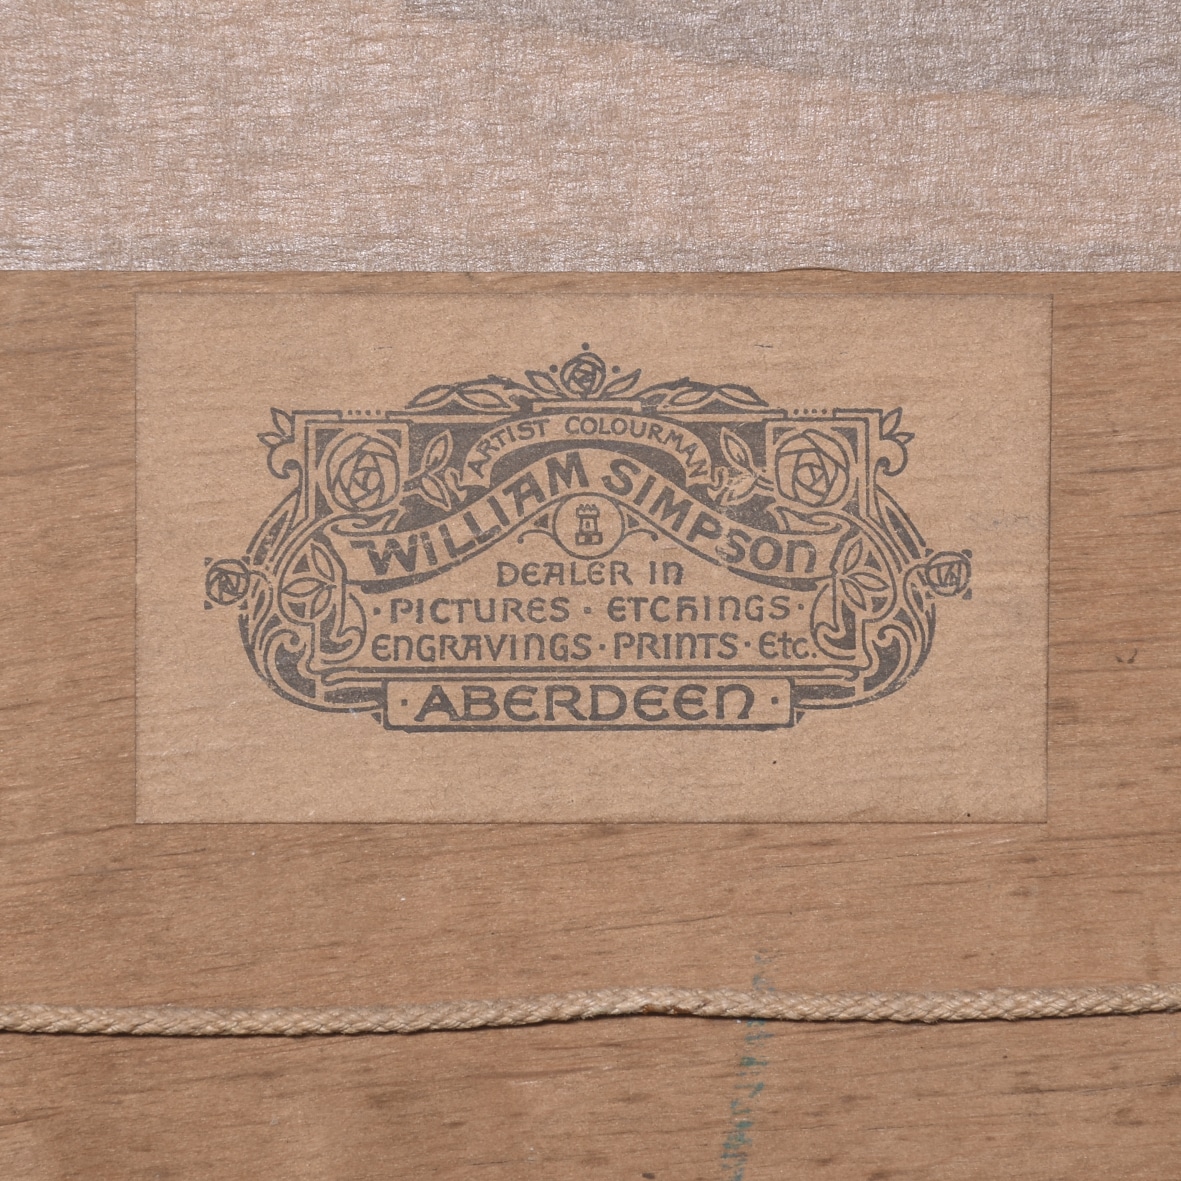 ARTIST COLOURMAN
WILLIAM SIMPSON
DEALER IN
· PICTURES · ETCHINGS ·
ENGRAVINGS · PRINTS · Etc.
· ABERDEEN ·